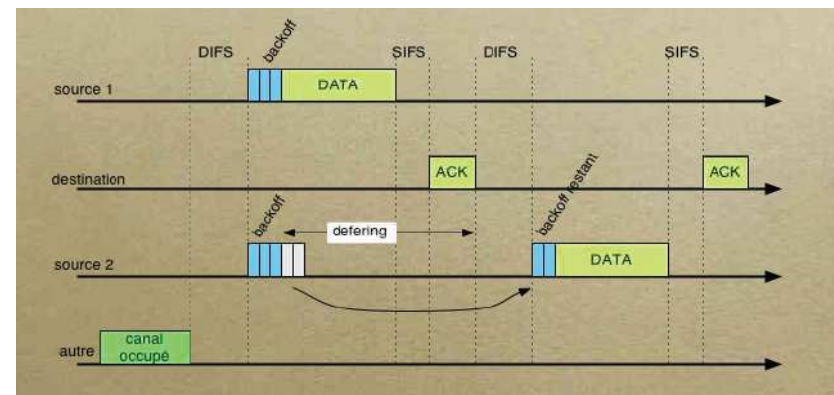 DIFS
backoff
SIFS
DIFS
SIFS
source 1
DATA
destination
ACK
backoff restant
ACK
backoff
defering
source 2
DATA
autre
canal
occupé